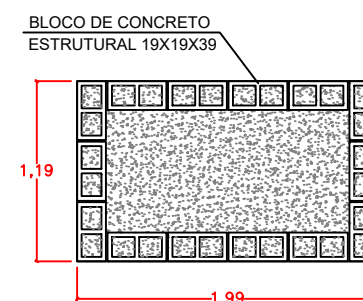 BLOCO DE CONCRETO
ESTRUTURAL 19X19X39
1,19
1,99